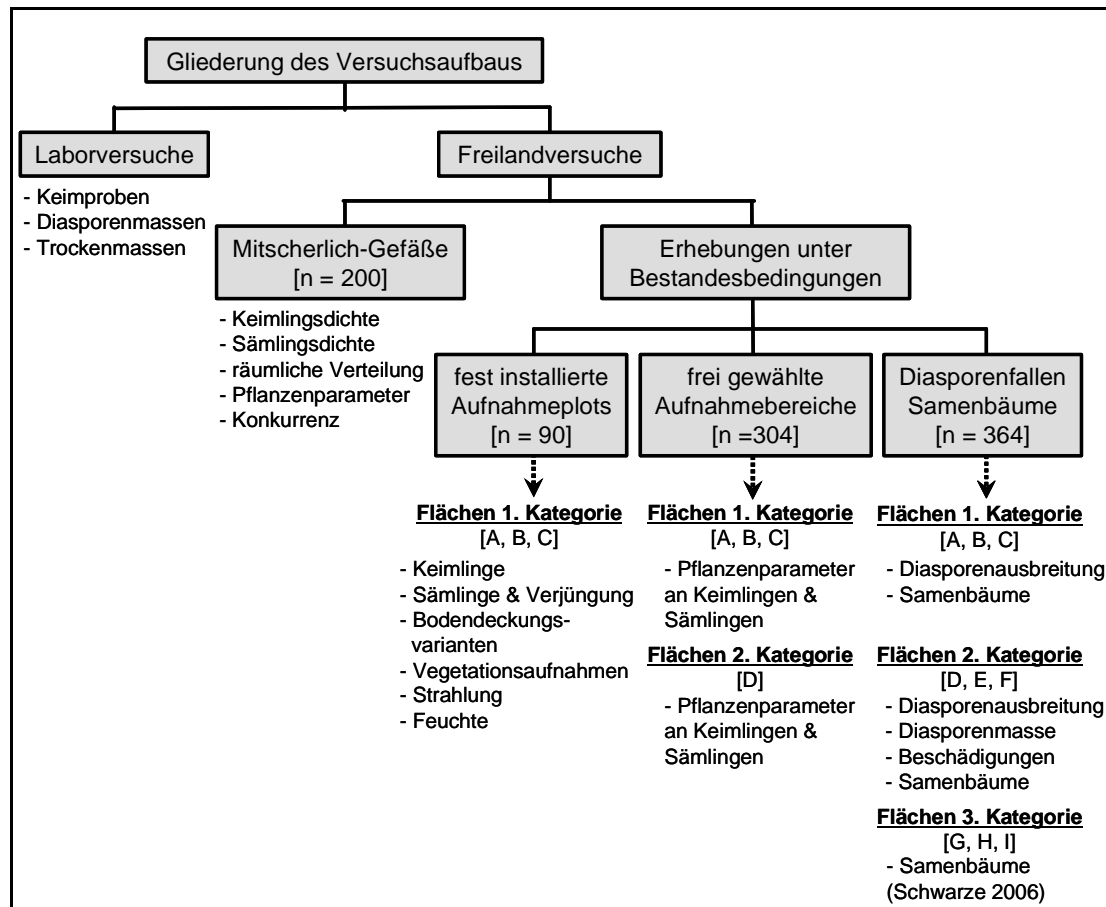 Gliederung des Versuchsaufbaus
Laborversuche
- Keimproben
- Diasporenmassen
- Trockenmassen
Freilandversuche
Mitscherlich-Gefäße
[n = 200]
- Keimlingsdichte
- Sämlingsdichte
- räumliche Verteilung
- Pflanzenparameter
- Konkurrenz
Erhebungen unter
Bestandesbedingungen
fest installierte
Aufnahmeplots
[n = 90]
Flächen 1. Kategorie
[A, B, C]
- Keimlinge
- Sämlinge & Verjüngung
- Bodendeckungs-
varianten
- Vegetationsaufnahmen
- Strahlung
- Feuchte
frei gewählte
Aufnahmebereiche
[n =304]
Flächen 1. Kategorie
[A, B, C]
- Pflanzenparameter
an Keimlingen &
Sämlingen
Flächen 2. Kategorie
[D]
- Pflanzenparameter
an Keimlingen &
Sämlingen
Diasporenfallen
Samenbäume
[n = 364]
Flächen 1. Kategorie
[A, B, C]
- Diasporenausbreitung
- Samenbäume
Flächen 2. Kategorie
[D, E, F]
- Diasporenausbreitung
- Diasporenmasse
- Beschädigungen
- Samenbäume
Flächen 3. Kategorie
[G, H, I]
- Samenbäume
(Schwarze 2006)